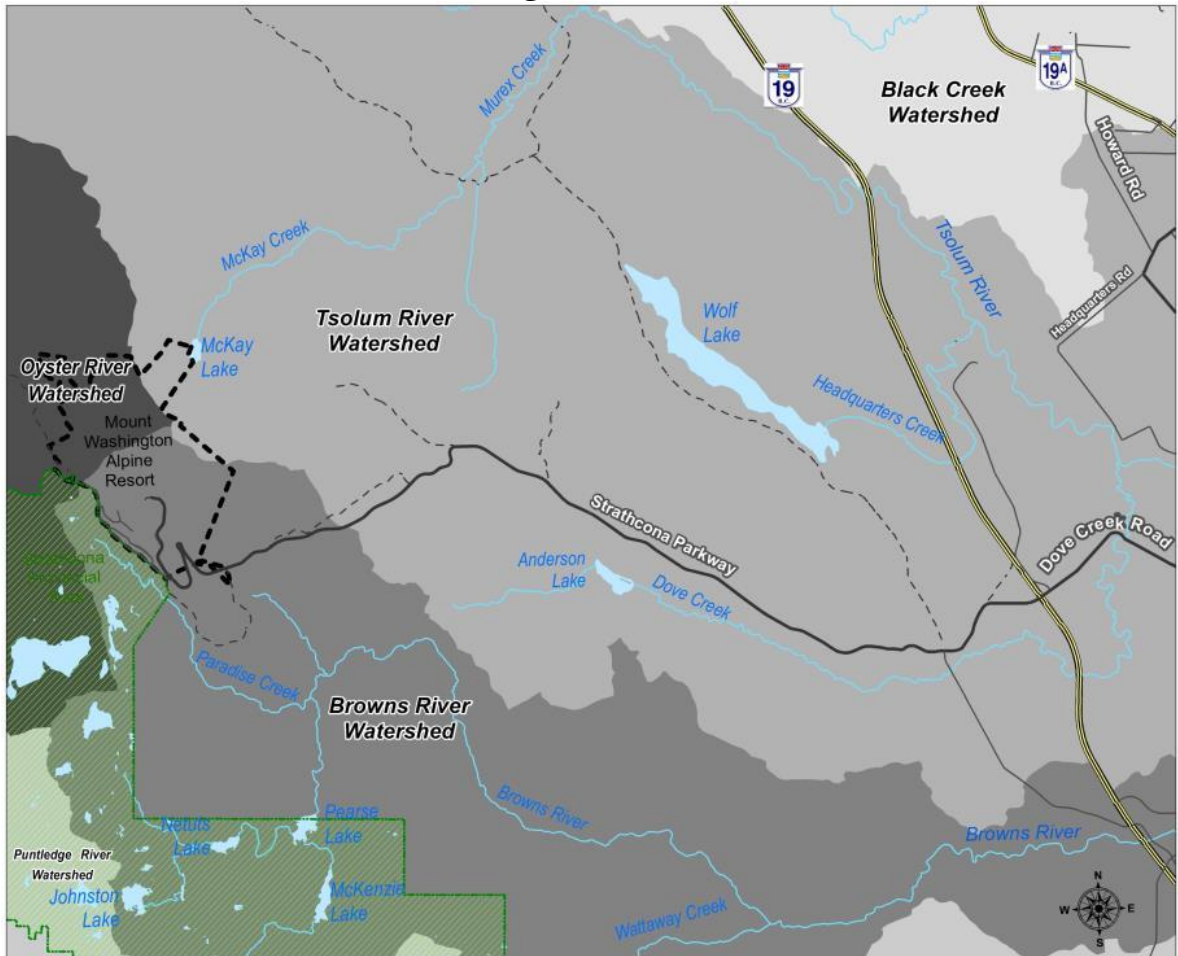 Murex Creek
19
B.C.
19A
B.C.
Black Creek
Watershed
Howard Rd
Tsolum River
McKay Creek
Headquarters Rd
Tsolum River
Watershed
Wolf
Lake
McKay
Lake
Oyster River
Watershed
Mount
Washington
Alpine
Resort
Headquarters Creek
Strathcona Parkway
Dove Creek Road
Anderson
Lake
Dove Creek
Paradise Creek
Browns River
Watershed
Browns River
Browns River
Netuts
Lake
Pearse
Lake
Puntledge River
Watershed
Johnston
Lake
McKenzie
Lake
Wattaway Creek
N
W
E
S